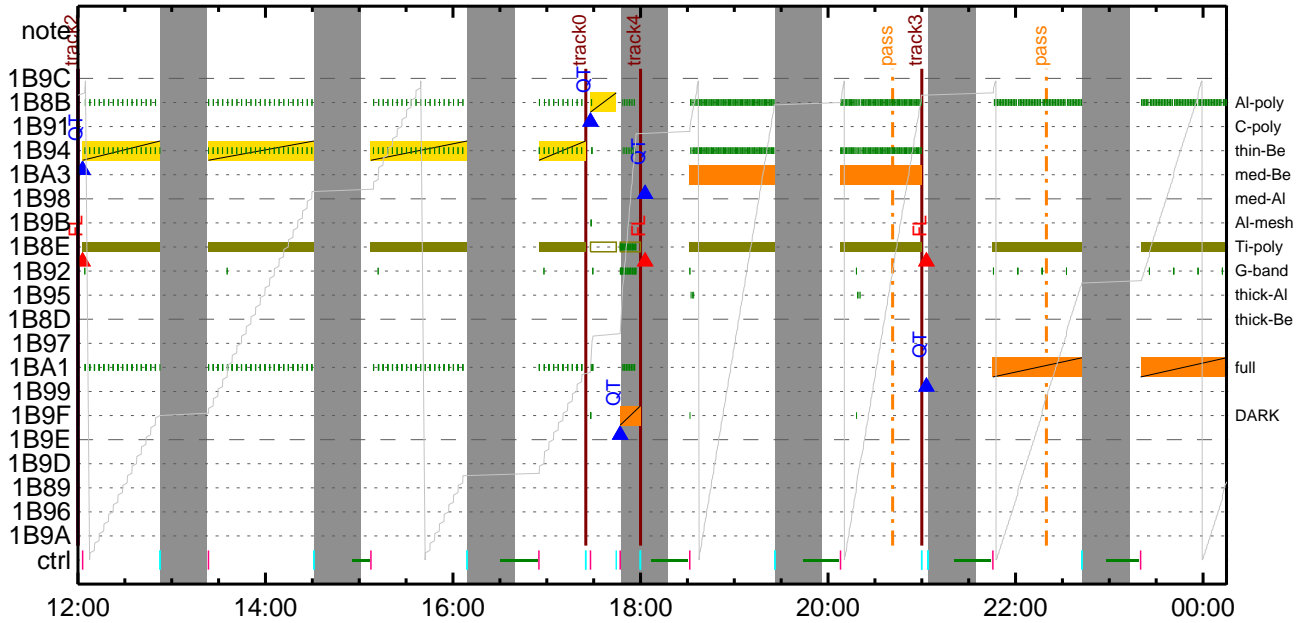 note
track2
track0
track4
pass
track3
pass
1B9C
QT
1B8B
Al-poly
1B91
C-poly
QT
1B94
thin-Be
QT
1BA3
med-Be
1B98
med-Al
1B9B
Al-mesh
FL
FL
FL
1B8E
Ti-poly
1B92
G-band
1B95
thick-Al
1B8D
thick-Be
1B97
QT
1BA1
full
1B99
QT
1B9F
DARK
1B9E
1B9D
1B89
1B96
1B9A
ctrl
12:00 14:00 16:00 18:00 20:00 22:00 00:00